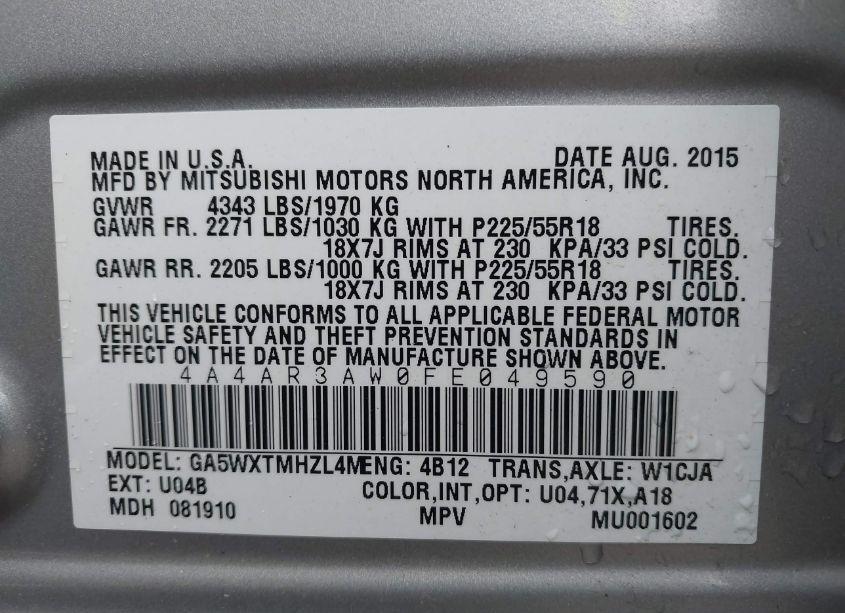 MADE IN U.S.A. DATE AUG. 2015
MFD BY MITSUBISHI MOTORS NORTH AMERICA, INC.
GVWR 4343 LBS/1970 KG
GAWR FR. 2271 LBS/1030 KG WITH P225/55R18 TIRES.
18X7J RIMS AT 230 KPA/33 PSI COLD.
GAWR RR. 2205 LBS/1000 KG WITH P225/55R18 TIRES.
18X7J RIMS AT 230 KPA/33 PSI COLD.
THIS VEHICLE CONFORMS TO ALL APPLICABLE FEDERAL MOTOR
VEHICLE SAFETY AND THEFT PREVENTION STANDARDS IN
EFFECT ON THE DATE OF MANUFACTURE SHOWN ABOVE.
4A4AR3AW0FE049590
MODEL: GA5WXTMHZL4MENG: 4B12 TRANS,AXLE: W1CJA
EXT: U04B COLOR,INT,OPT: U04,71X,A18
MDH 081910 MPV MU001602